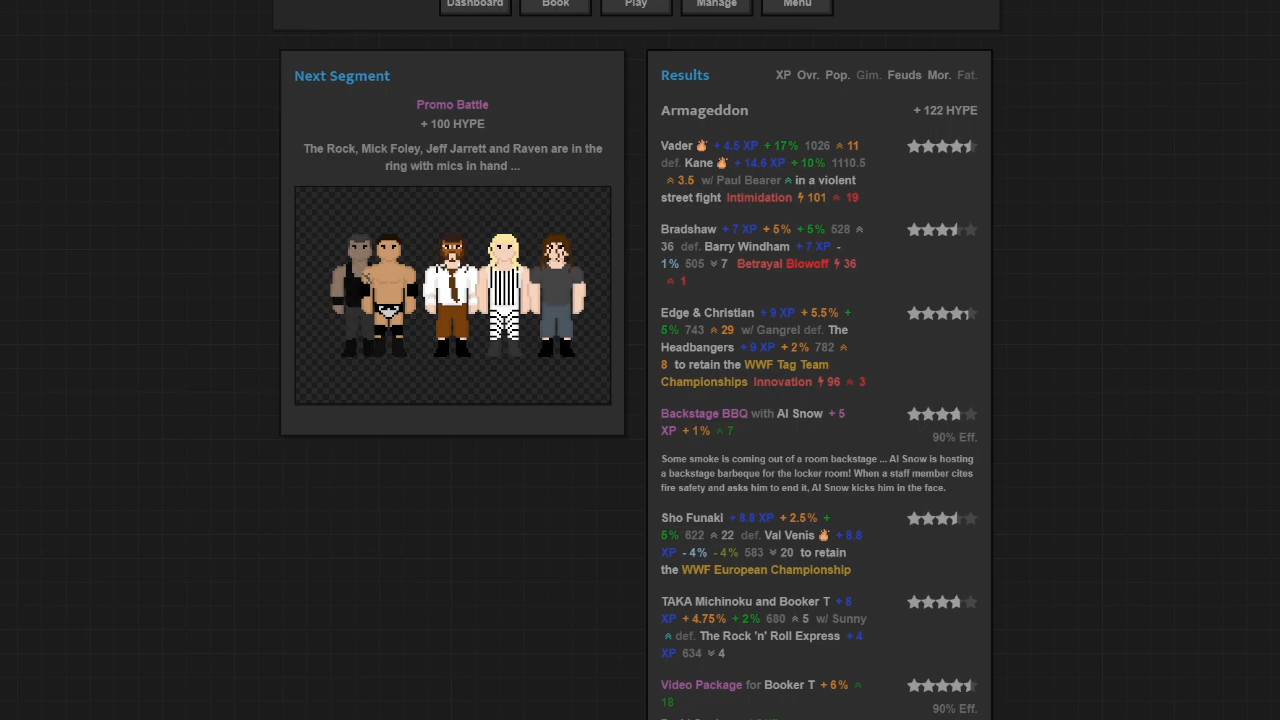 Dashboard Book Play Manage Menu
Next Segment
Promo Battle
+ 100 HYPE
The Rock, Mick Foley, Jeff Jarrett and Raven are in the
ring with mics in hand ...
Results XP Ovr. Pop. Gim. Feuds Mor. Fat.
Armageddon + 122 HYPE
Vader + 4.5 XP + 17% 1026 11
def. Kane + 14.6 XP + 10% 1110.5
3.5 w/ Paul Bearer in a violent
street fight Intimidation 101 19
Bradshaw + 7 XP + 5% + 5% 528
36 def. Barry Windham + 7 XP -
1% 505 7 Betrayal Blowoff 36
1
Edge & Christian + 9 XP + 5.5% +
5% 743 29 w/ Gangrel def. The
Headbangers + 9 XP + 2% 782
8 to retain the WWF Tag Team
Championships Innovation 96 3
Backstage BBQ with Al Snow + 5
XP + 1% 7
90% Eff.
Some smoke is coming out of a room backstage ... Al Snow is hosting
a backstage barbeque for the locker room! When a staff member cites
fire safety and asks him to end it, Al Snow kicks him in the face.
Sho Funaki + 8.8 XP + 2.5% +
5% 622 22 def. Val Venis + 8.8
XP - 4% - 4% 583 20 to retain
the WWF European Championship
TAKA Michinoku and Booker T + 8
XP + 4.75% + 2% 680 5 w/ Sunny
def. The Rock 'n' Roll Express + 4
XP 634 4
Video Package for Booker T + 6%
18
90% Eff.